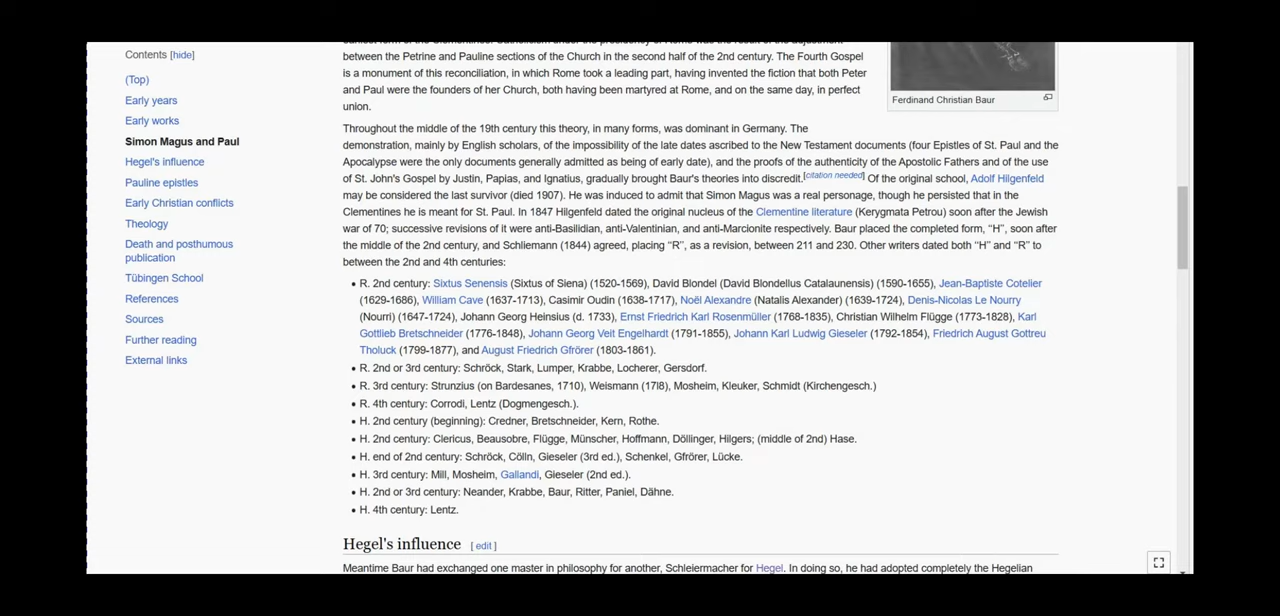 Contents [hide]
(Top)
Early years
Early works
Simon Magus and Paul
Hegel's influence
Pauline epistles
Early Christian conflicts
Theology
Death and posthumous
publication
Tübingen School
References
Sources
Further reading
External links
between the Petrine and Pauline sections of the Church in the second half of the 2nd century. The Fourth Gospel
is a monument of this reconciliation, in which Rome took a leading part, having invented the fiction that both Peter
and Paul were the founders of her Church, both having been martyred at Rome, and on the same day, in perfect
union.
Ferdinand Christian Baur
Throughout the middle of the 19th century this theory, in many forms, was dominant in Germany. The
demonstration, mainly by English scholars, of the impossibility of the late dates ascribed to the New Testament documents (four Epistles of St. Paul and the
Apocalypse were the only documents generally admitted as being of early date), and the proofs of the authenticity of the Apostolic Fathers and of the use
of St. John's Gospel by Justin, Papias, and Ignatius, gradually brought Baur's theories into discredit.[citation needed] Of the original school, Adolf Hilgenfeld
may be considered the last survivor (died 1907). He was induced to admit that Simon Magus was a real personage, though he persisted that in the
Clementines he is meant for St. Paul. In 1847 Hilgenfeld dated the original nucleus of the Clementine literature (Kerygmata Petrou) soon after the Jewish
war of 70; successive revisions of it were anti-Basilidian, anti-Valentinian, and anti-Marcionite respectively. Baur placed the completed form, “H”, soon after
the middle of the 2nd century, and Schliemann (1844) agreed, placing “R”, as a revision, between 211 and 230. Other writers dated both “H” and “R” to
between the 2nd and 4th centuries:
• R. 2nd century: Sixtus Senensis (Sixtus of Siena) (1520-1569), David Blondel (David Blondellus Catalaunensis) (1590-1655), Jean-Baptiste Cotelier
(1629-1686), William Cave (1637-1713), Casimir Oudin (1638-1717), Noël Alexandre (Natalis Alexander) (1639-1724), Denis-Nicolas Le Nourry
(Nourri) (1647-1724), Johann Georg Heinsius (d. 1733), Ernst Friedrich Karl Rosenmüller (1768-1835), Christian Wilhelm Flügge (1773-1828), Karl
Gottlieb Bretschneider (1776-1848), Johann Georg Veit Engelhardt (1791-1855), Johann Karl Ludwig Gieseler (1792-1854), Friedrich August Gottreu
Tholuck (1799-1877), and August Friedrich Gfrörer (1803-1861).
• R. 2nd or 3rd century: Schröck, Stark, Lumper, Krabbe, Locherer, Gersdorf.
• R. 3rd century: Strunzius (on Bardesanes, 1710), Weismann (17l8), Mosheim, Kleuker, Schmidt (Kirchengesch.)
• R. 4th century: Corrodi, Lentz (Dogmengesch.).
• H. 2nd century (beginning): Credner, Bretschneider, Kern, Rothe.
• H. 2nd century: Clericus, Beausobre, Flügge, Münscher, Hoffmann, Döllinger, Hilgers; (middle of 2nd) Hase.
• H. end of 2nd century: Schröck, Cölln, Gieseler (3rd ed.), Schenkel, Gfrörer, Lücke.
• H. 3rd century: Mill, Mosheim, Gallandi, Gieseler (2nd ed.).
• H. 2nd or 3rd century: Neander, Krabbe, Baur, Ritter, Paniel, Dähne.
• H. 4th century: Lentz.
Hegel's influence [ edit ]
Meantime Baur had exchanged one master in philosophy for another, Schleiermacher for Hegel. In doing so, he had adopted completely the Hegelian